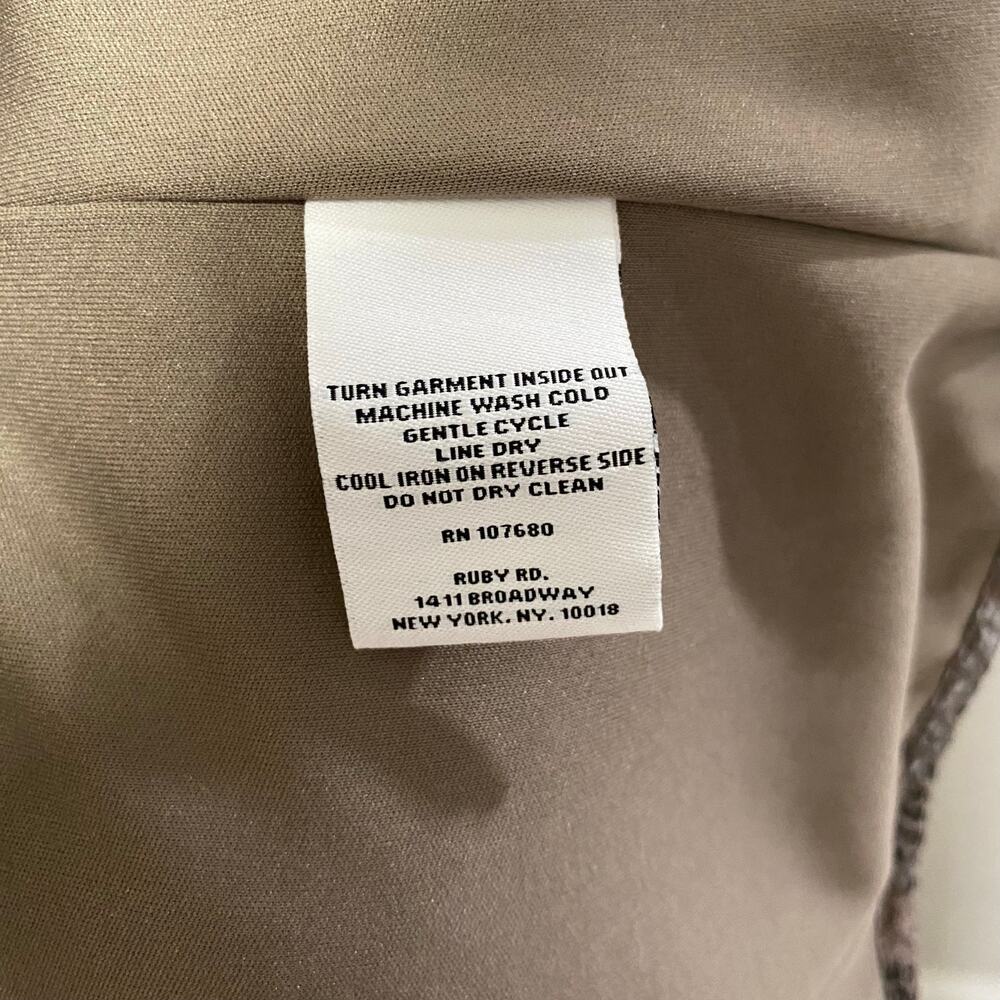 TURN GARMENT INSIDE OUT
MACHINE WASH COLD
GENTLE CYCLE
LINE DRY
COOL IRON ON REVERSE SIDE
DO NOT DRY CLEAN
RN 107680
RUBY RD.
1411 BROADWAY
NEW YORK. NY. 10018